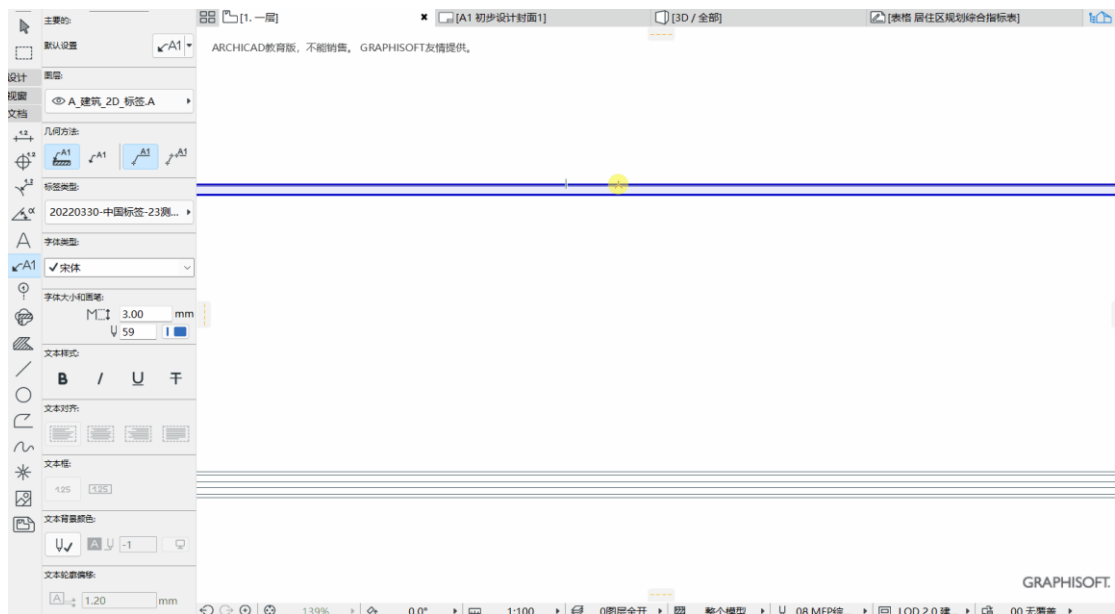 主要的:
[1. 一层]
[A1 初步设计封面1]
[3D / 全部]
[表格 居住区规划综合指标表]
默认设置
A1
ARCHICAD教育版，不能销售。 GRAPHISOFT友情提供。
设计
图层:
视窗
A_建筑_2D_标签.A
文档
几何方法:
A1
A1
A1
A1
标签类型:
20220330-中国标签-23测...
字体类型:
A1
宋体
字体大小和画笔:
3.00
mm
59
文本样式:
B I U T
文本对齐:
文本框:
125
125
文本背景颜色:
A
-1
文本轮廓偏移:
A
1.20
mm
GRAPHISOFT.
139%
0.0°
1:100
0图层全开
整个模型
08 MEP综...
LOD 2.0 建...
00 无覆盖